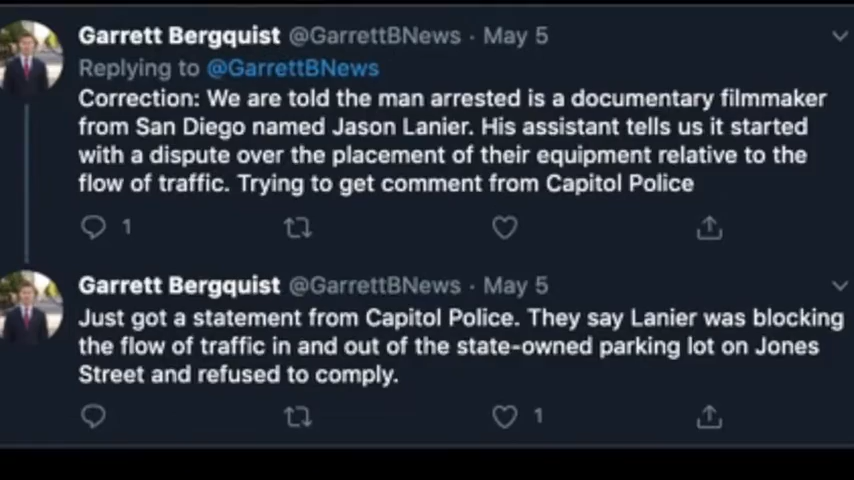 Garrett Bergquist @GarrettBNews · May 5
Replying to @GarrettBNews
Correction: We are told the man arrested is a documentary filmmaker
from San Diego named Jason Lanier. His assistant tells us it started
with a dispute over the placement of their equipment relative to the
flow of traffic. Trying to get comment from Capitol Police
1
Garrett Bergquist @GarrettBNews · May 5
Just got a statement from Capitol Police. They say Lanier was blocking
the flow of traffic in and out of the state-owned parking lot on Jones
Street and refused to comply.
1